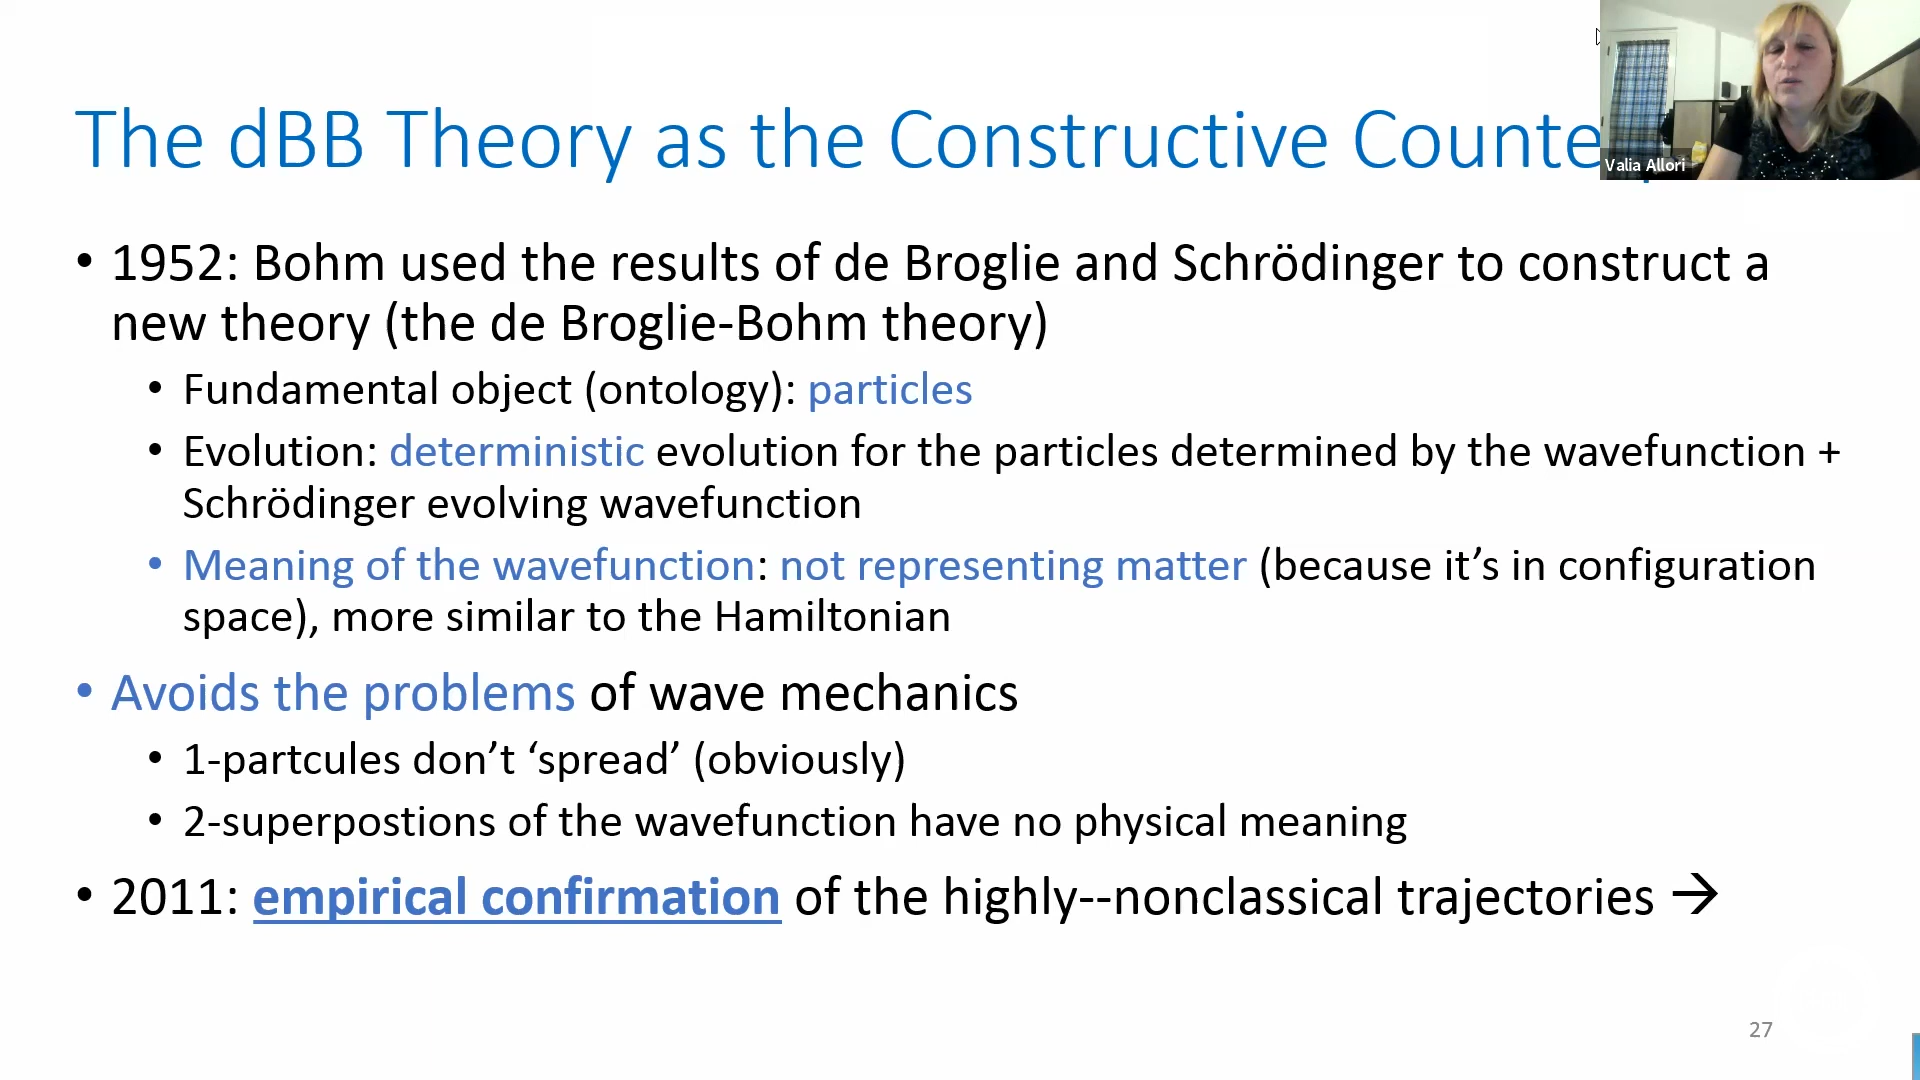 The dBB Theory as the Constructive Counte
Valia Allori
• 1952: Bohm used the results of de Broglie and Schrödinger to construct a
new theory (the de Broglie-Bohm theory)
• Fundamental object (ontology): particles
• Evolution: deterministic evolution for the particles determined by the wavefunction +
Schrödinger evolving wavefunction
• Meaning of the wavefunction: not representing matter (because it’s in configuration
space), more similar to the Hamiltonian
• Avoids the problems of wave mechanics
• 1-partcules don’t ‘spread’ (obviously)
• 2-superpostions of the wavefunction have no physical meaning
• 2011: empirical confirmation of the highly--nonclassical trajectories →
27